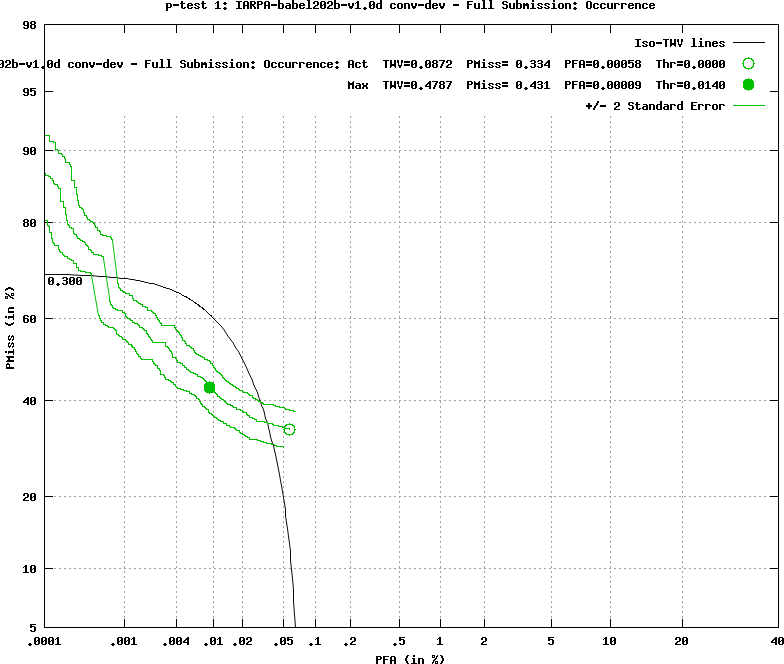 p-test 1: IARPA-babel202b-v1.0d conv-dev - Full Submission: Occurrence
Iso-TWV lines
02b-v1.0d conv-dev - Full Submission: Occurrence: Act TWV=0.0872 PMiss= 0.334 PFA=0.00058 Thr=0.0000
Max TWV=0.4787 PMiss= 0.431 PFA=0.00009 Thr=0.0140
+/- 2 Standard Error
98
95
90
80
60
40
20
10
5
0.300
PMiss (in %)
.0001 .001 .004 .01 .02 .05 .1 .2 .5 1 2 5 10 20 40
PFA (in %)